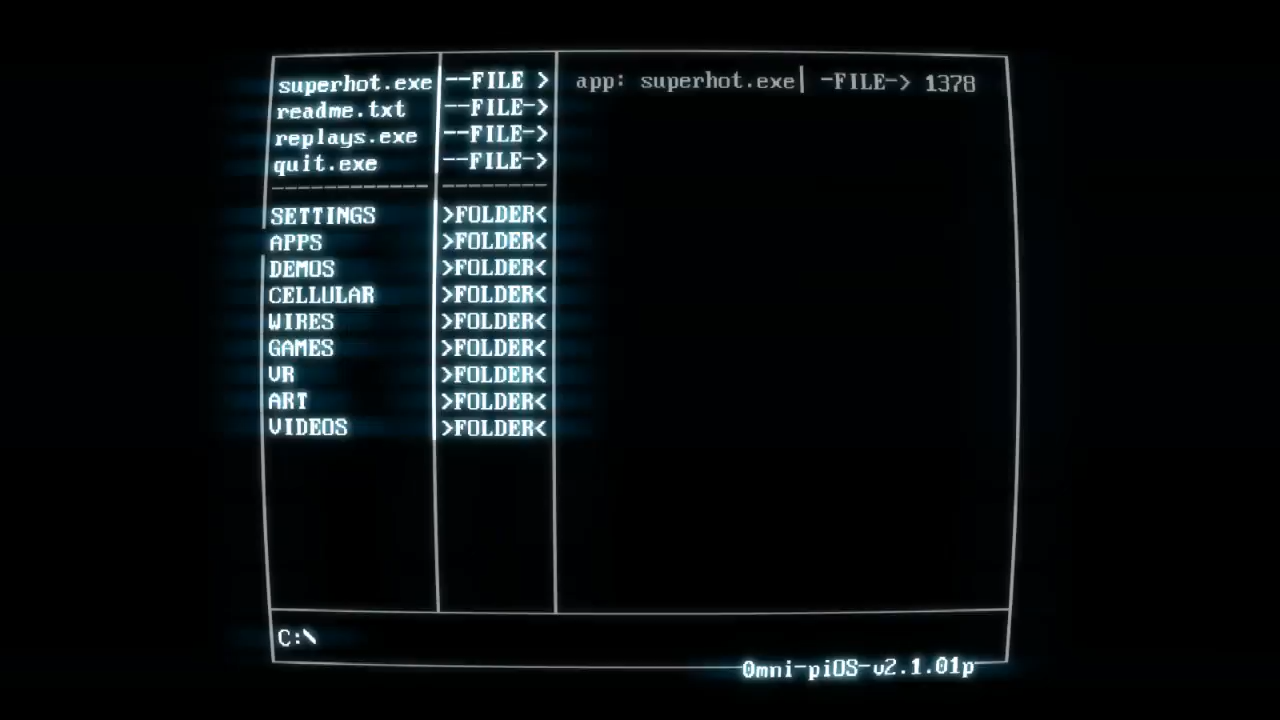 superhot.exe --FILE > app: superhot.exe| -FILE-> 1378
readme.txt --FILE->
replays.exe --FILE->
quit.exe --FILE->
------------ --------
SETTINGS >FOLDER<
APPS >FOLDER<
DEMOS >FOLDER<
CELLULAR >FOLDER<
WIRES >FOLDER<
GAMES >FOLDER<
VR >FOLDER<
ART >FOLDER<
VIDEOS >FOLDER<
C:\
0mni-piOS-v2.1.01p